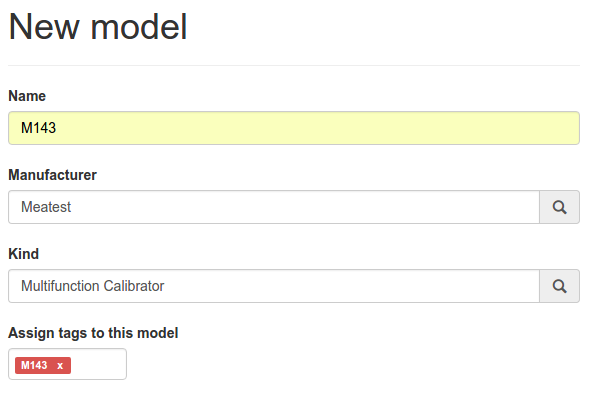 New model
Name
M143
Manufacturer
Meatest
Kind
Multifunction Calibrator
Assign tags to this model
M143 x